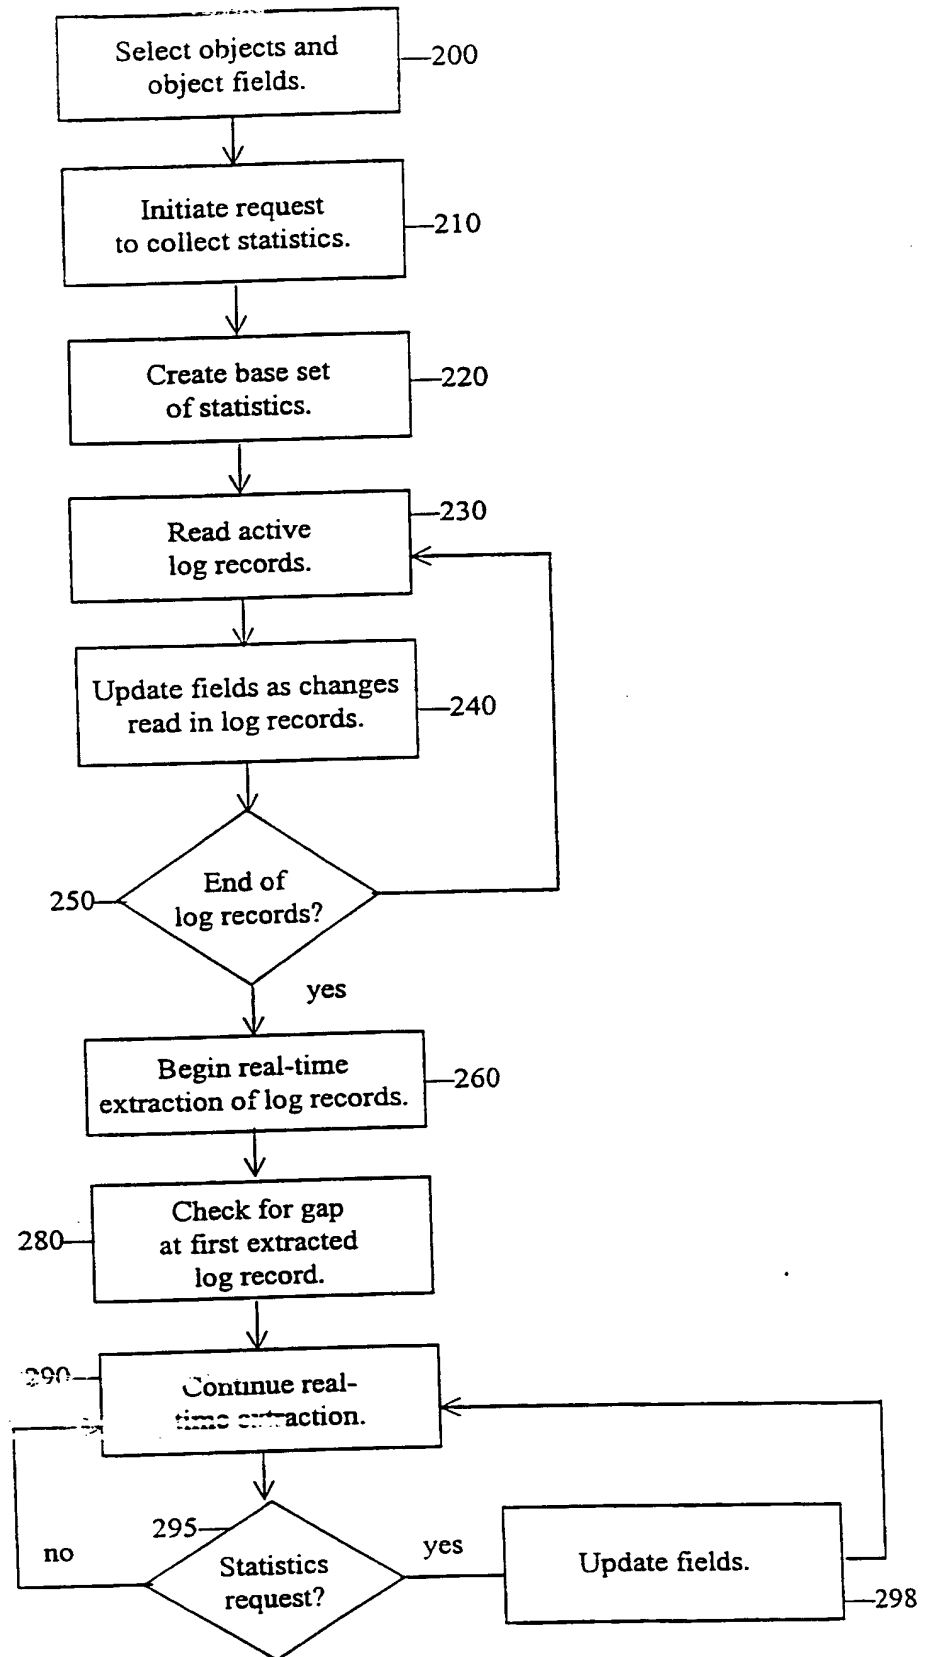 Select objects and
object fields.
200
Initiate request
to collect statistics.
210
Create base set
of statistics.
220
Read active
log records.
230
Update fields as changes
read in log records.
240
End of
log records?
250
yes
Begin real-time
extraction of log records.
260
Check for gap
at first extracted
log record.
280
Continue real-
time extraction.
290
Statistics
request?
295
no
yes
Update fields.
298